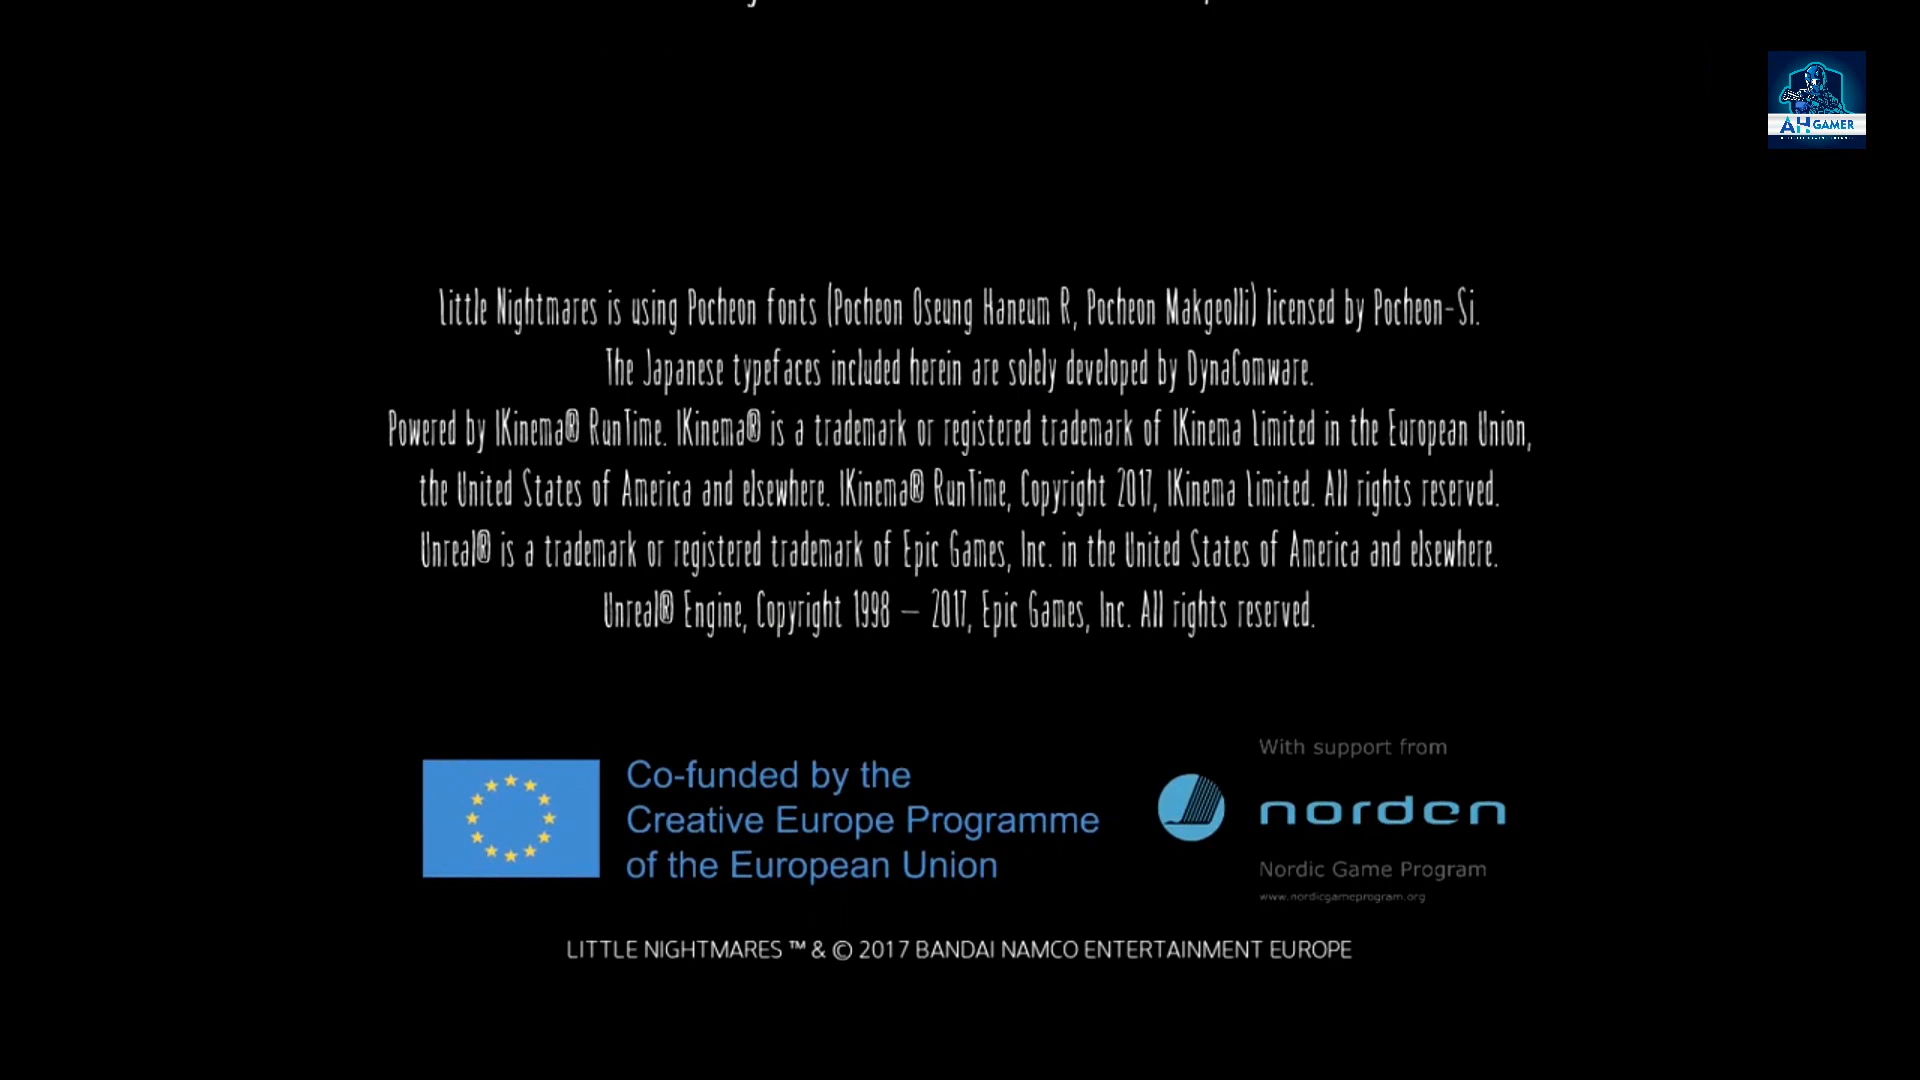 AH GAMER
Little Nightmares is using Pocheon fonts (Pocheon Oseung Haneum R, Pocheon Makgeolli) licensed by Pocheon-Si.
The Japanese typefaces included herein are solely developed by DynaComware.
Powered by IKinema® RunTime. IKinema® is a trademark or registered trademark of IKinema Limited in the European Union,
the United States of America and elsewhere. IKinema® RunTime, Copyright 2017, IKinema Limited. All rights reserved.
Unreal® is a trademark or registered trademark of Epic Games, Inc. in the United States of America and elsewhere.
Unreal® Engine, Copyright 1998 – 2017, Epic Games, Inc. All rights reserved.
Co-funded by the
Creative Europe Programme
of the European Union
With support from
norden
Nordic Game Program
www.nordicgameprogram.org
LITTLE NIGHTMARES ™ & © 2017 BANDAI NAMCO ENTERTAINMENT EUROPE